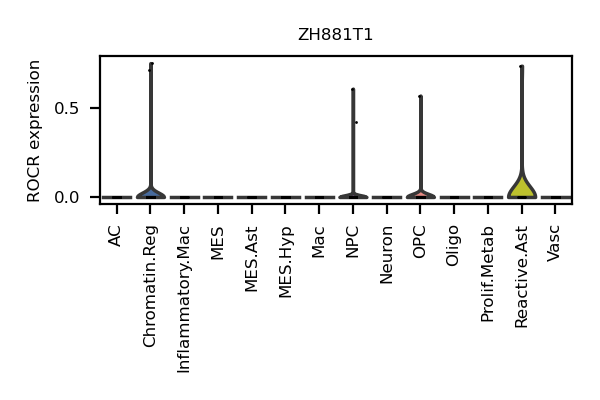 ZH881T1
ROCR expression
0.5
0.0
AC
Chromatin.Reg
Inflammatory.Mac
MES
MES.Ast
MES.Hyp
Mac
NPC
Neuron
OPC
Oligo
Prolif.Metab
Reactive.Ast
Vasc